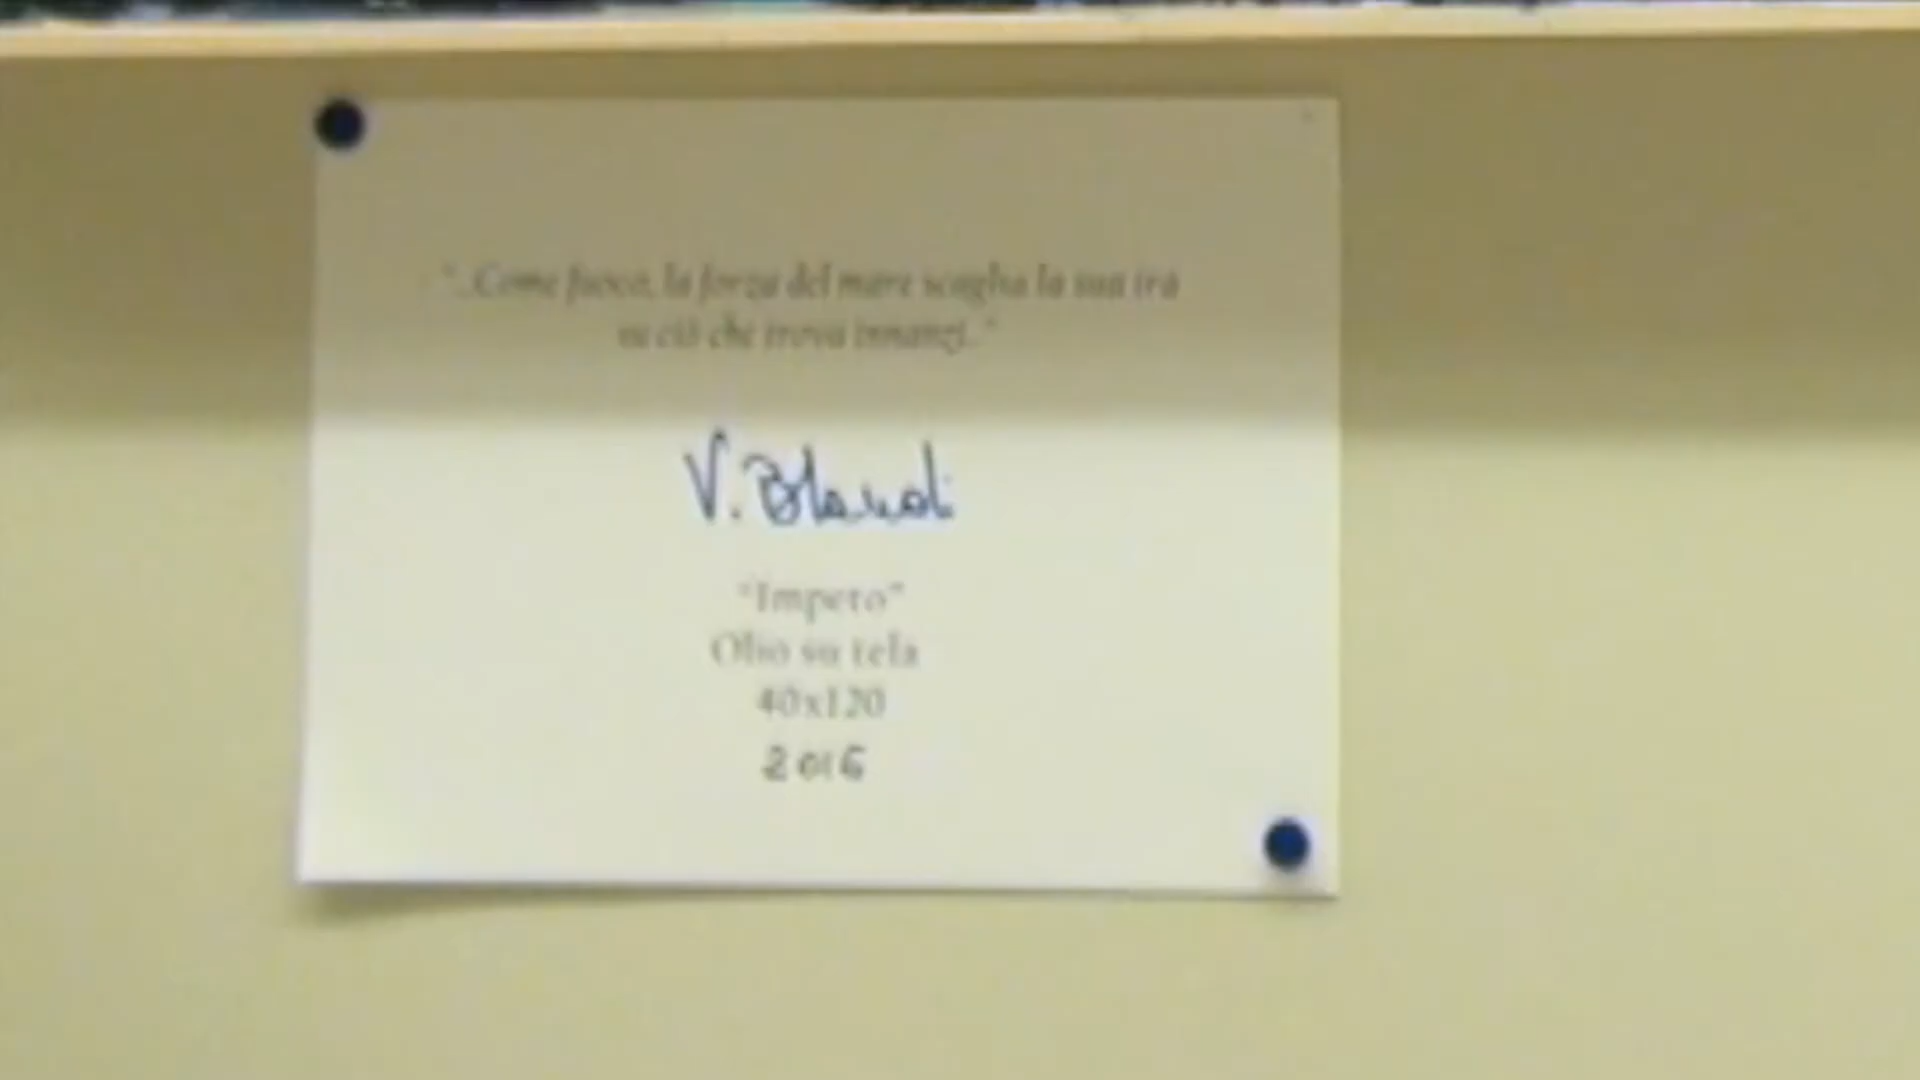 "...Come fuoco, la forza del mare scaglia la sua ira
su ciò che trova innanzi..."
V. Blandi
"Impeto"
Olio su tela
40x120
2016